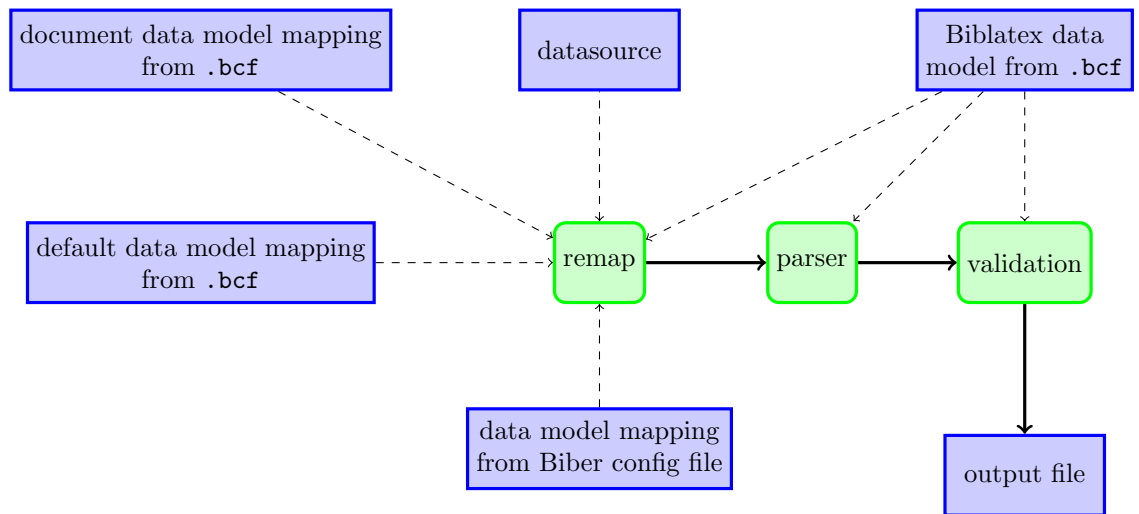 document data model mapping
from .bcf
datasource
Biblatex data
model from .bcf
default data model mapping
from .bcf
remap
parser
validation
data model mapping
from Biber config file
output file